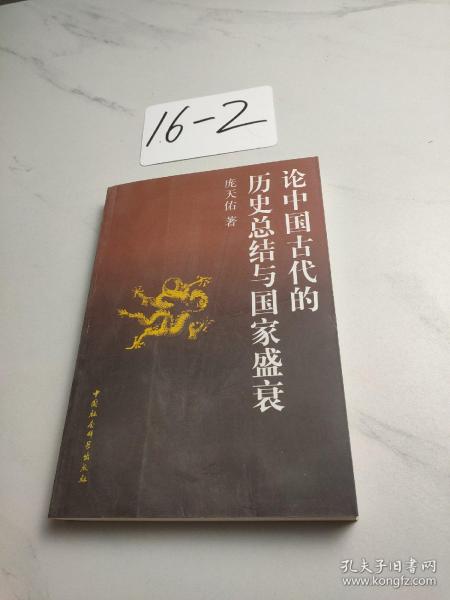 16-2
论中国古代的
历史总结与国家盛衰
庞天佑 著
中国社会科学出版社
孔夫子旧书网
www.kongfz.com